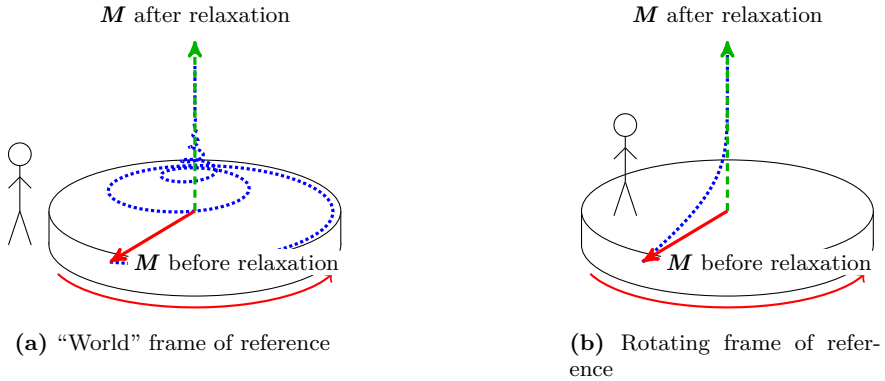 M after relaxation
M before relaxation
(a) “World” frame of reference
M after relaxation
M before relaxation
(b) Rotating frame of refer-
ence